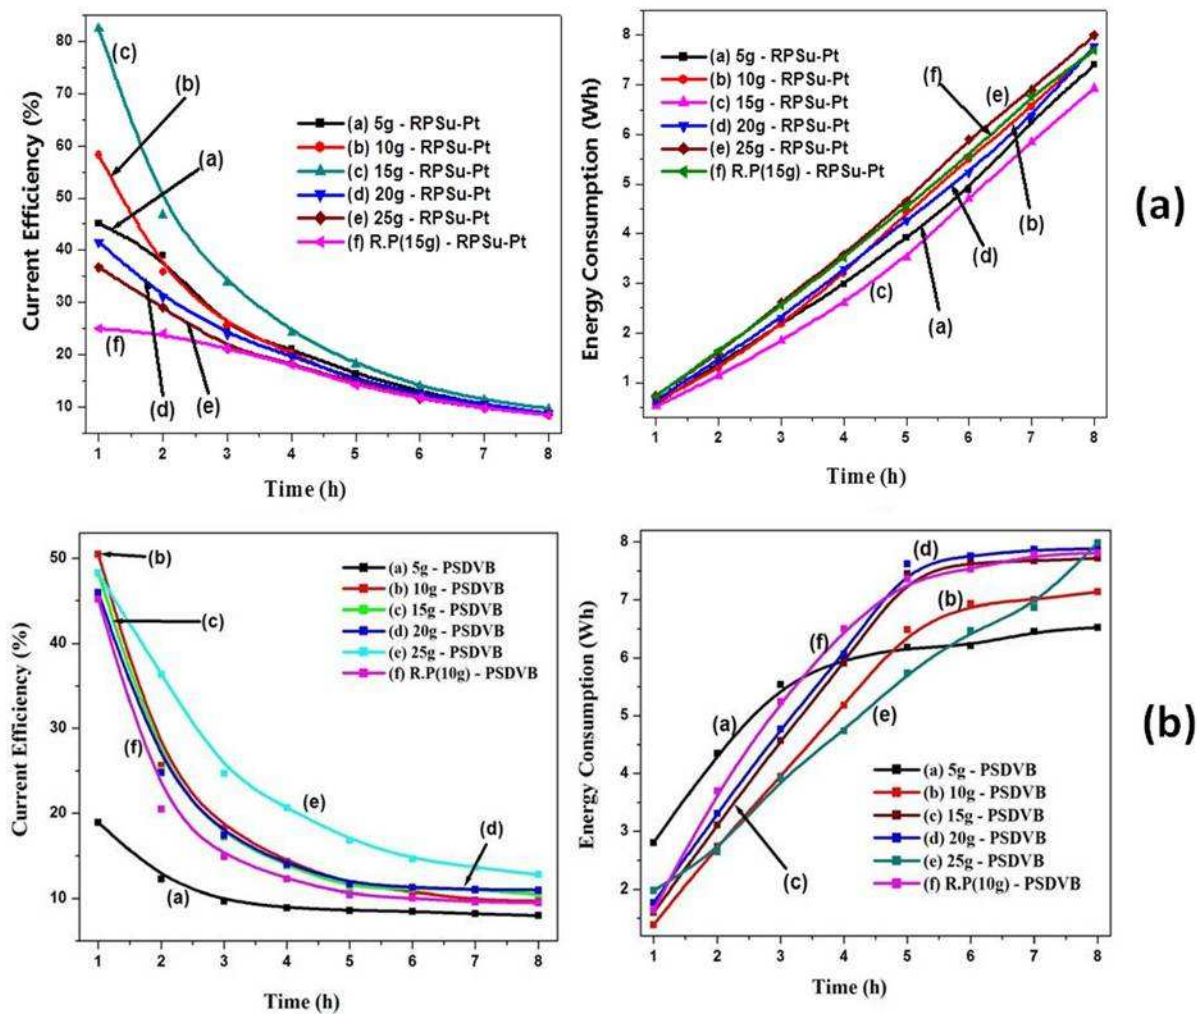 Current Efficiency (%)
80
70
60
50
40
30
20
10
1 2 3 4 5 6 7 8
Time (h)
(c)
(b)
(a)
(f)
(d)
(e)
(a) 5g - RPSu-Pt
(b) 10g - RPSu-Pt
(c) 15g - RPSu-Pt
(d) 20g - RPSu-Pt
(e) 25g - RPSu-Pt
(f) R.P(15g) - RPSu-Pt
Energy Consumption (Wh)
8
7
6
5
4
3
2
1
1 2 3 4 5 6 7 8
Time (h)
(a) 5g - RPSu-Pt
(b) 10g - RPSu-Pt
(c) 15g - RPSu-Pt
(d) 20g - RPSu-Pt
(e) 25g - RPSu-Pt
(f) R.P(15g) - RPSu-Pt
(f)
(e)
(b)
(d)
(c)
(a)
(a)
Current Efficiency (%)
50
40
30
20
10
1 2 3 4 5 6 7 8
Time (h)
(b)
(c)
(f)
(e)
(d)
(a)
(a) 5g - PSDVB
(b) 10g - PSDVB
(c) 15g - PSDVB
(d) 20g - PSDVB
(e) 25g - PSDVB
(f) R.P(10g) - PSDVB
Energy Consumption (Wh)
8
7
6
5
4
3
2
1 2 3 4 5 6 7 8
Time (h)
(d)
(b)
(f)
(a)
(e)
(c)
(a) 5g - PSDVB
(b) 10g - PSDVB
(c) 15g - PSDVB
(d) 20g - PSDVB
(e) 25g - PSDVB
(f) R.P(10g) - PSDVB
(b)